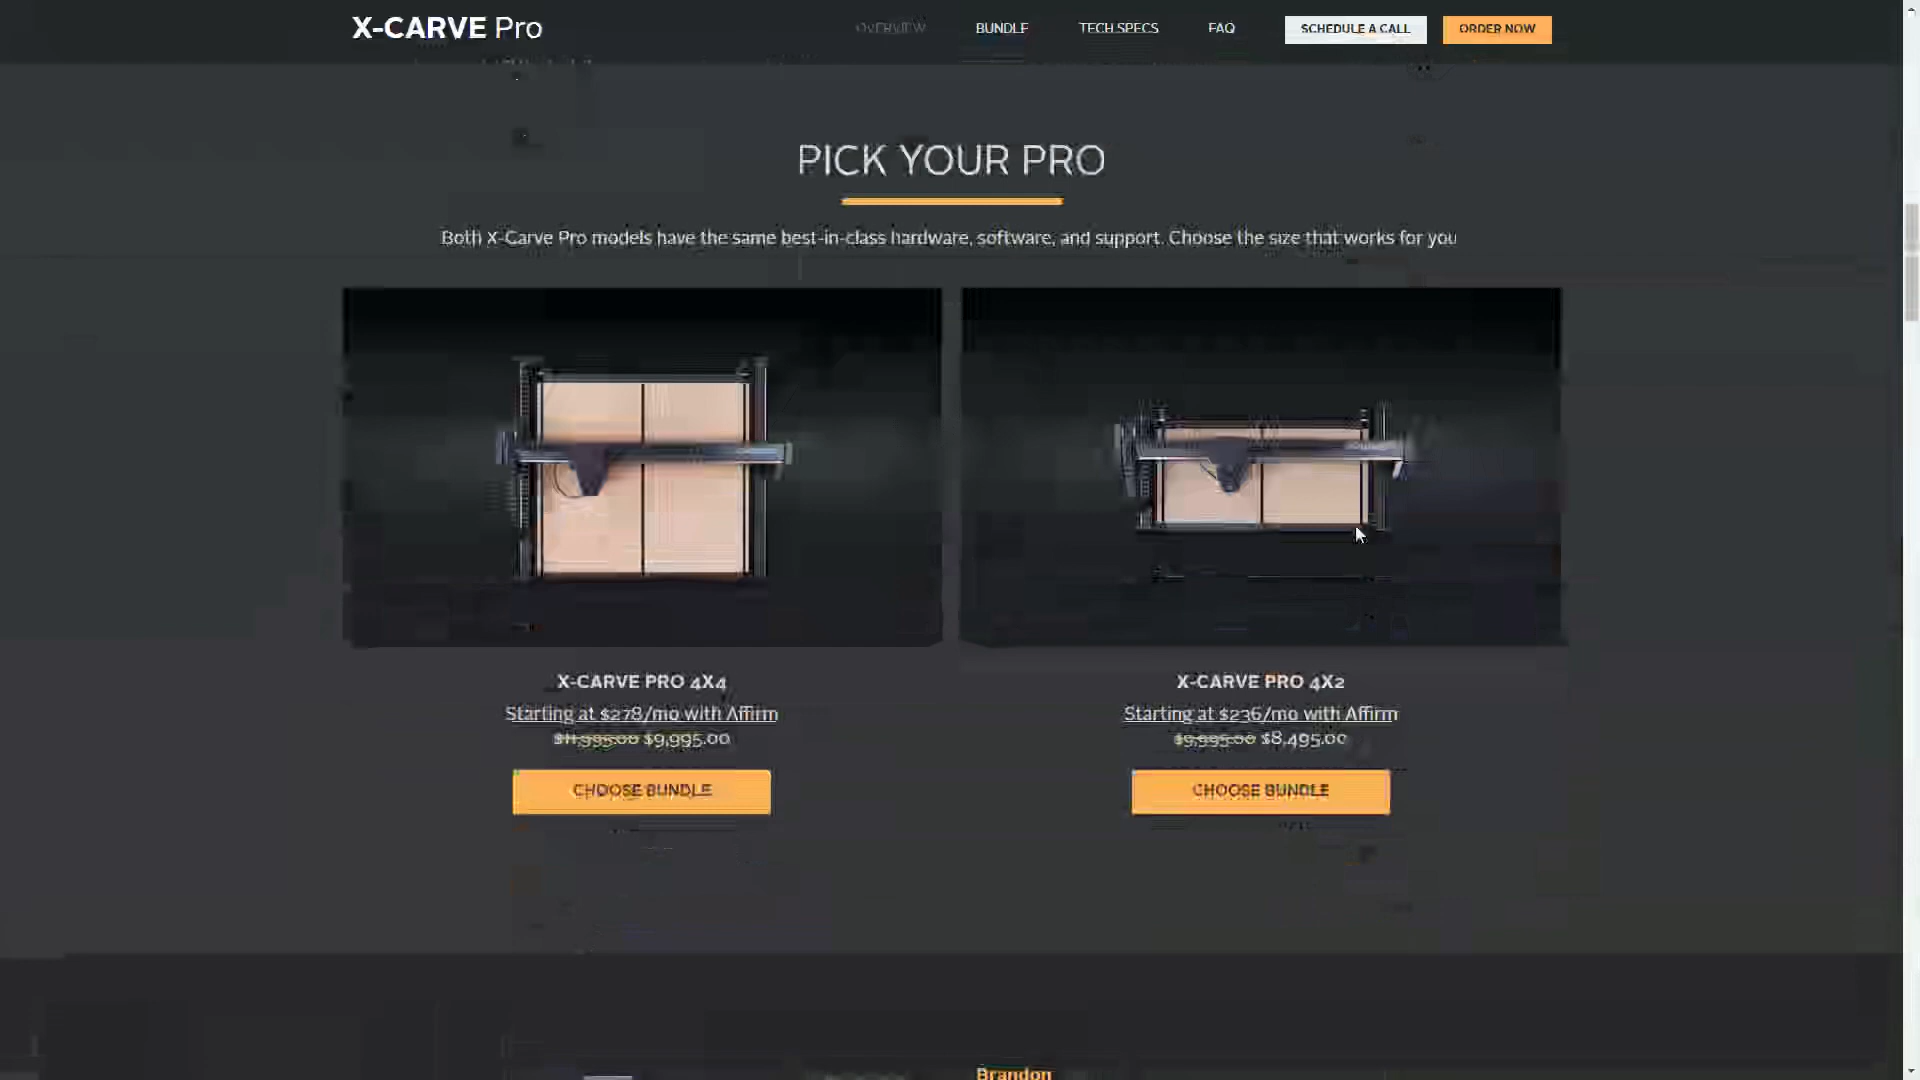 X-CARVE Pro
OVERVIEW
BUNDLE
TECH SPECS
FAQ
SCHEDULE A CALL
ORDER NOW
PICK YOUR PRO
Both X-Carve Pro models have the same best-in-class hardware, software, and support. Choose the size that works for you
X-CARVE PRO 4X4
Starting at $278/mo with Affirm
$11,995.00 $9,995.00
CHOOSE BUNDLE
X-CARVE PRO 4X2
Starting at $236/mo with Affirm
$9,995.00 $8,495.00
CHOOSE BUNDLE
Brandon